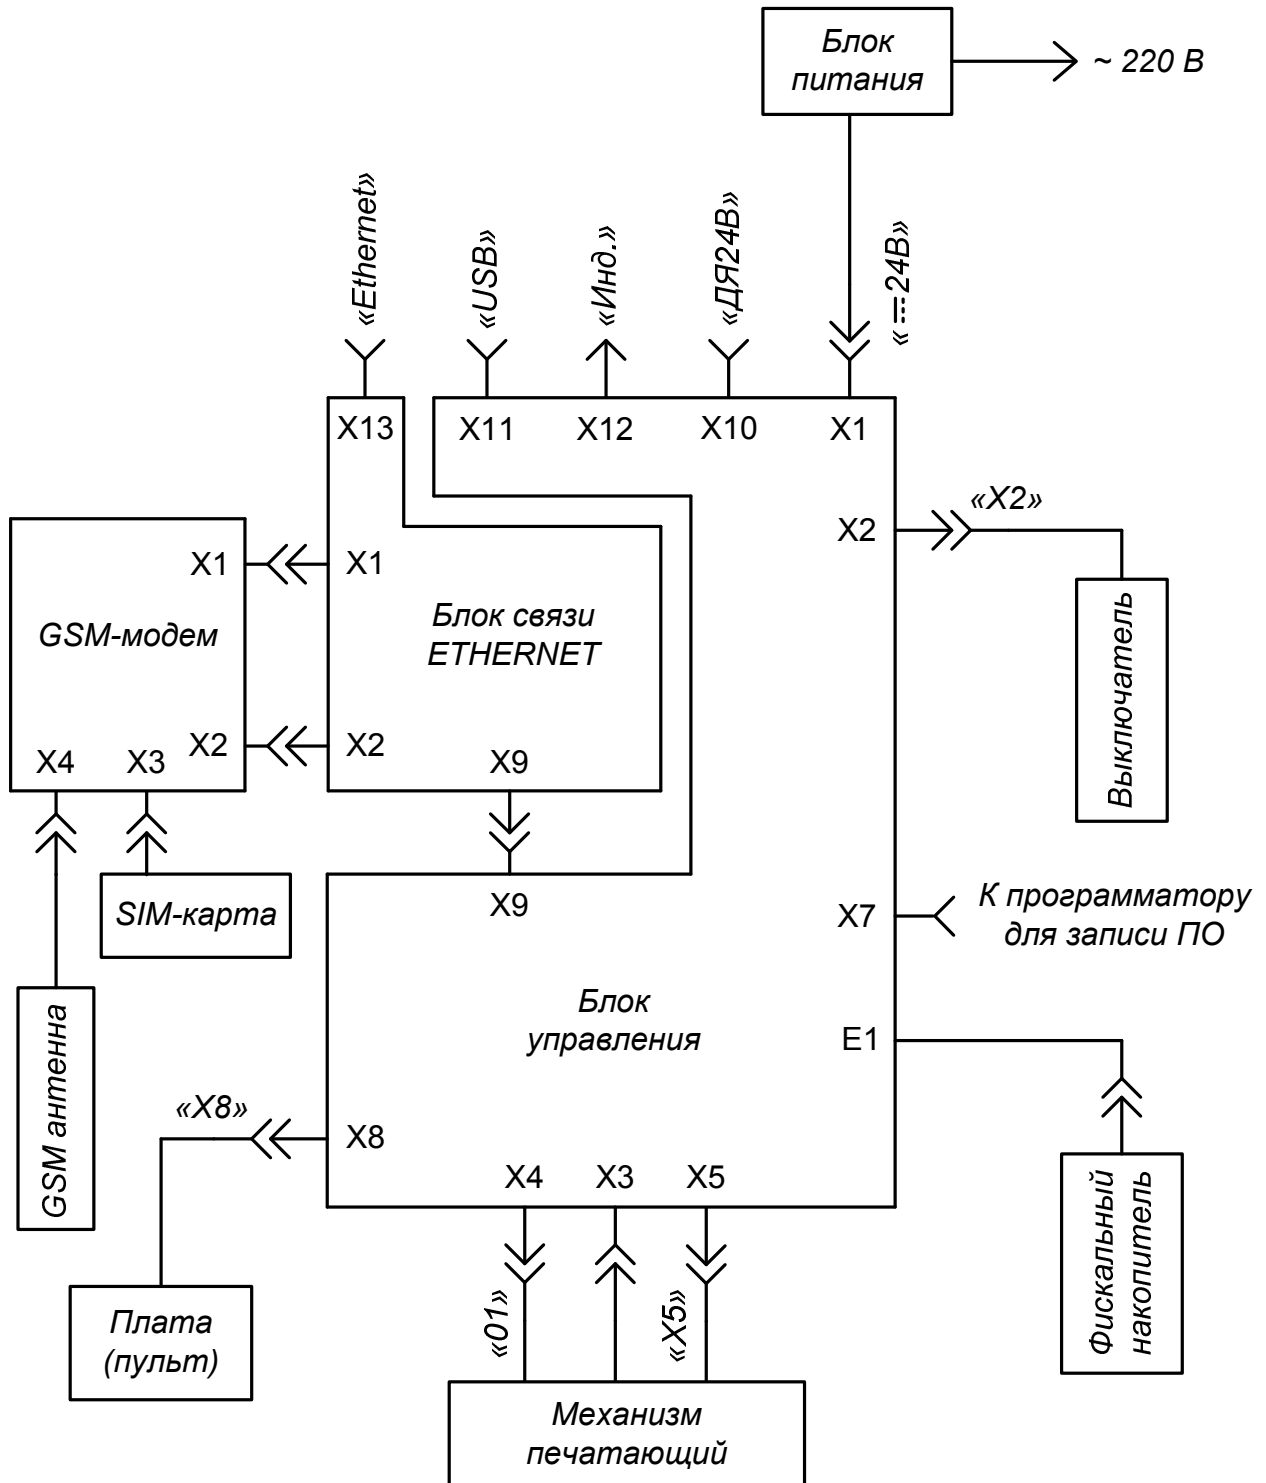 Блок
питания
~ 220 В
«Ethernet»
«USB»
«Инд.»
«ДЯ24В»
«⎓24В»
X13
X11
X12
X10
X1
«X2»
X2
X1
X1
GSM-модем
Блок связи
ETHERNET
Выключатель
X2
X2
X4
X3
X9
SIM-карта
X9
X7
К программатору
для записи ПО
GSM антенна
Блок
управления
E1
«X8»
X8
X4
X3
X5
Фискальный
накопитель
«01»
«X5»
Плата
(пульт)
Механизм
печатающий